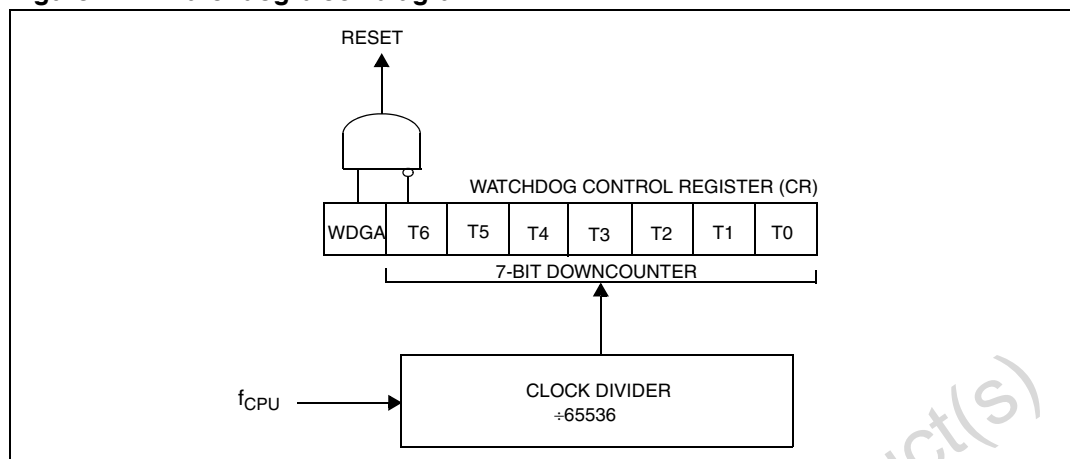 RESET
WATCHDOG CONTROL REGISTER (CR)
WDGA T6 T5 T4 T3 T2 T1 T0
7-BIT DOWNCOUNTER
fCPU
CLOCK DIVIDER
÷65536